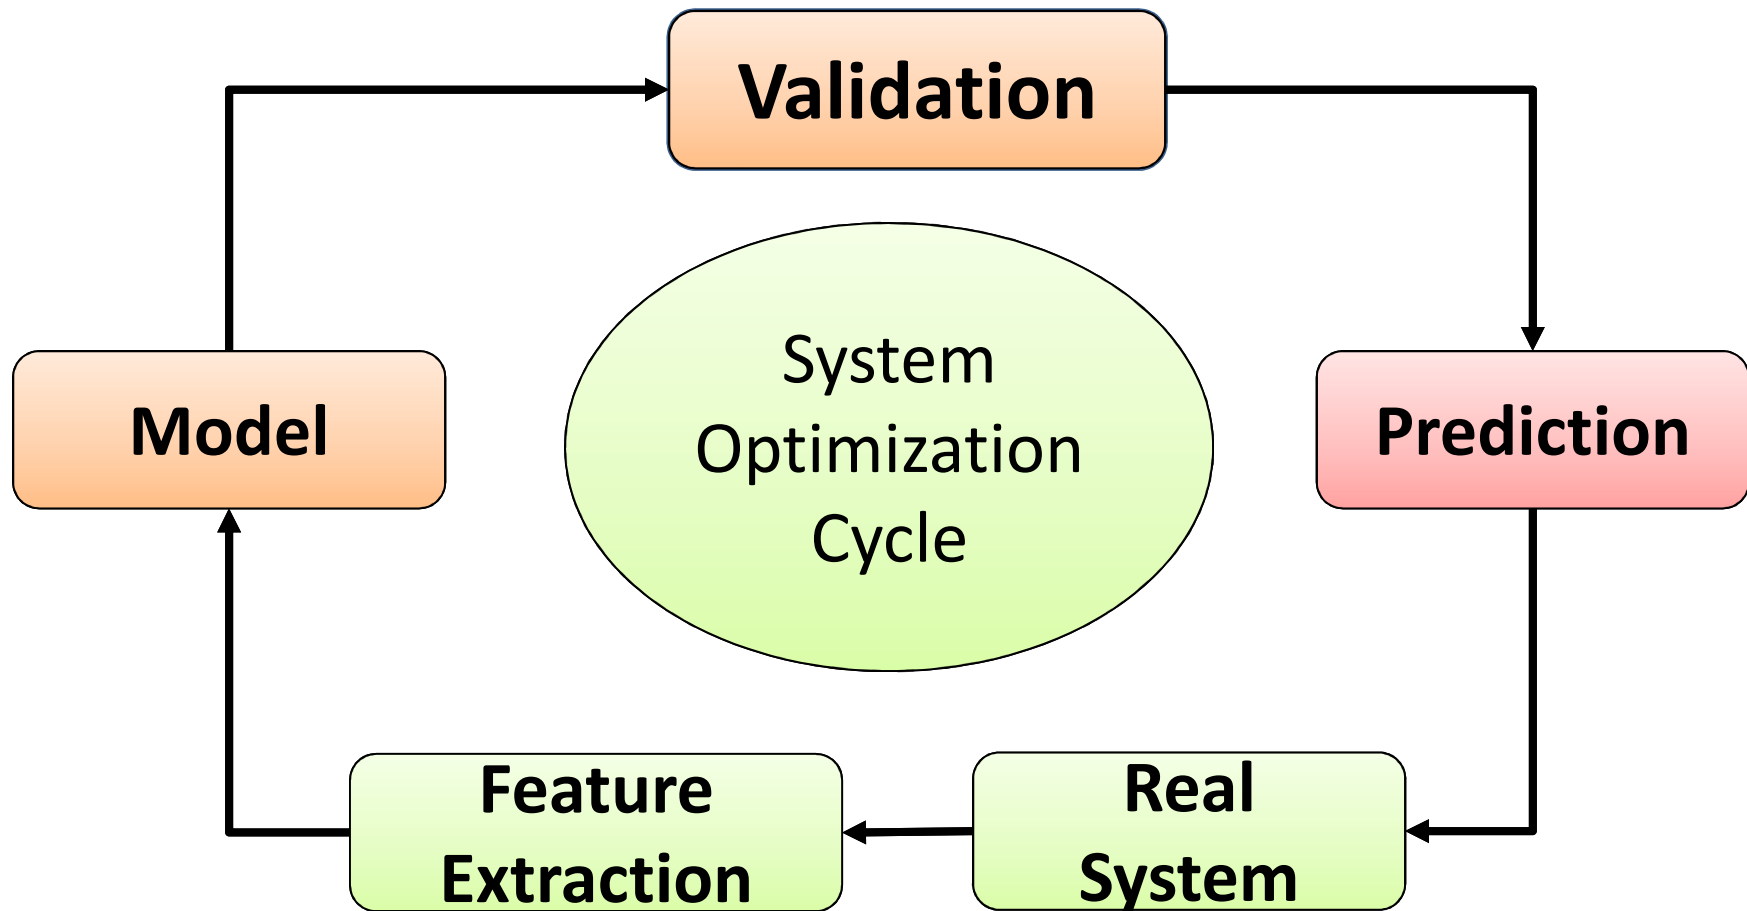 Validation
Model
System
Optimization
Cycle
Prediction
Feature
Extraction
Real
System